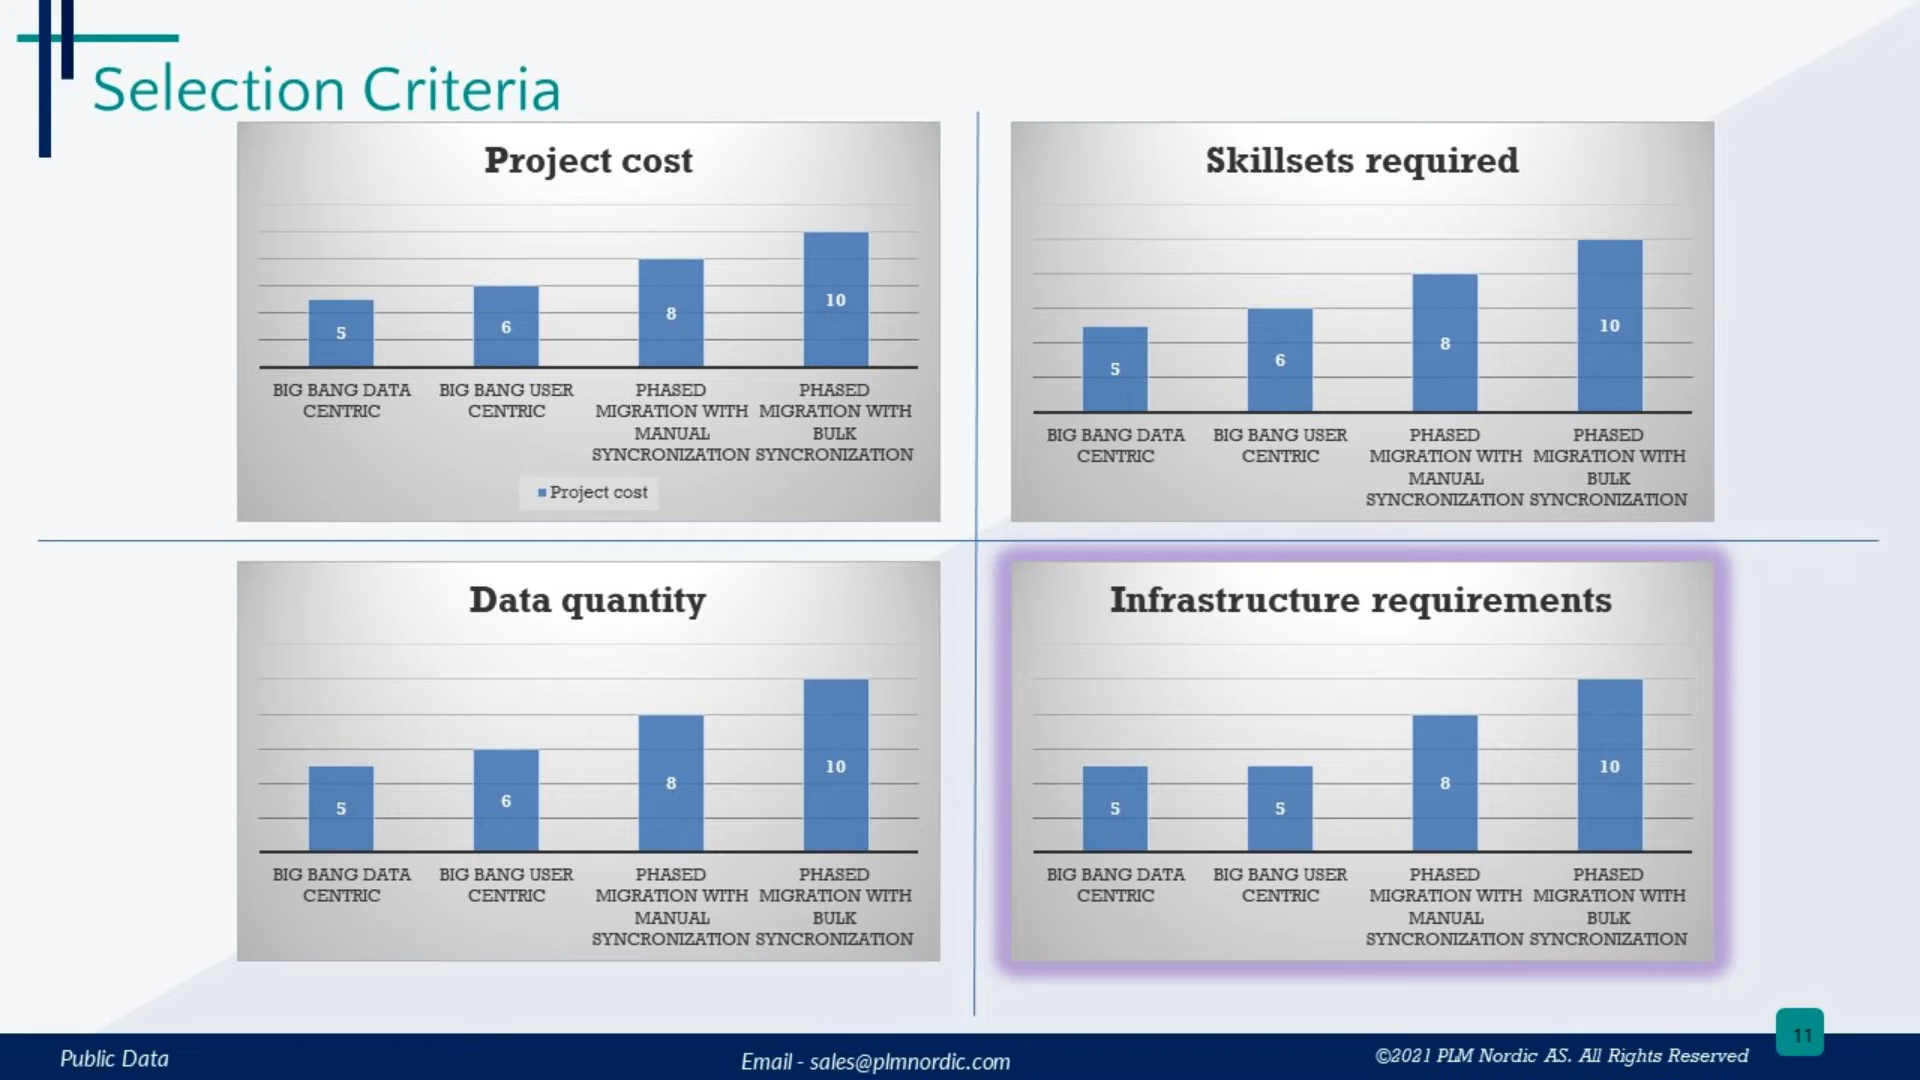 Selection Criteria
Project cost
5
6
8
10
BIG BANG DATA CENTRIC
BIG BANG USER CENTRIC
PHASED MIGRATION WITH MANUAL SYNCRONIZATION
PHASED MIGRATION WITH BULK SYNCRONIZATION
Project cost
Skillsets required
5
6
8
10
BIG BANG DATA CENTRIC
BIG BANG USER CENTRIC
PHASED MIGRATION WITH MANUAL SYNCRONIZATION
PHASED MIGRATION WITH BULK SYNCRONIZATION
Data quantity
5
6
8
10
BIG BANG DATA CENTRIC
BIG BANG USER CENTRIC
PHASED MIGRATION WITH MANUAL SYNCRONIZATION
PHASED MIGRATION WITH BULK SYNCRONIZATION
Infrastructure requirements
5
5
8
10
BIG BANG DATA CENTRIC
BIG BANG USER CENTRIC
PHASED MIGRATION WITH MANUAL SYNCRONIZATION
PHASED MIGRATION WITH BULK SYNCRONIZATION
Public Data
Email - sales@plmnordic.com
©2021 PLM Nordic AS. All Rights Reserved
11